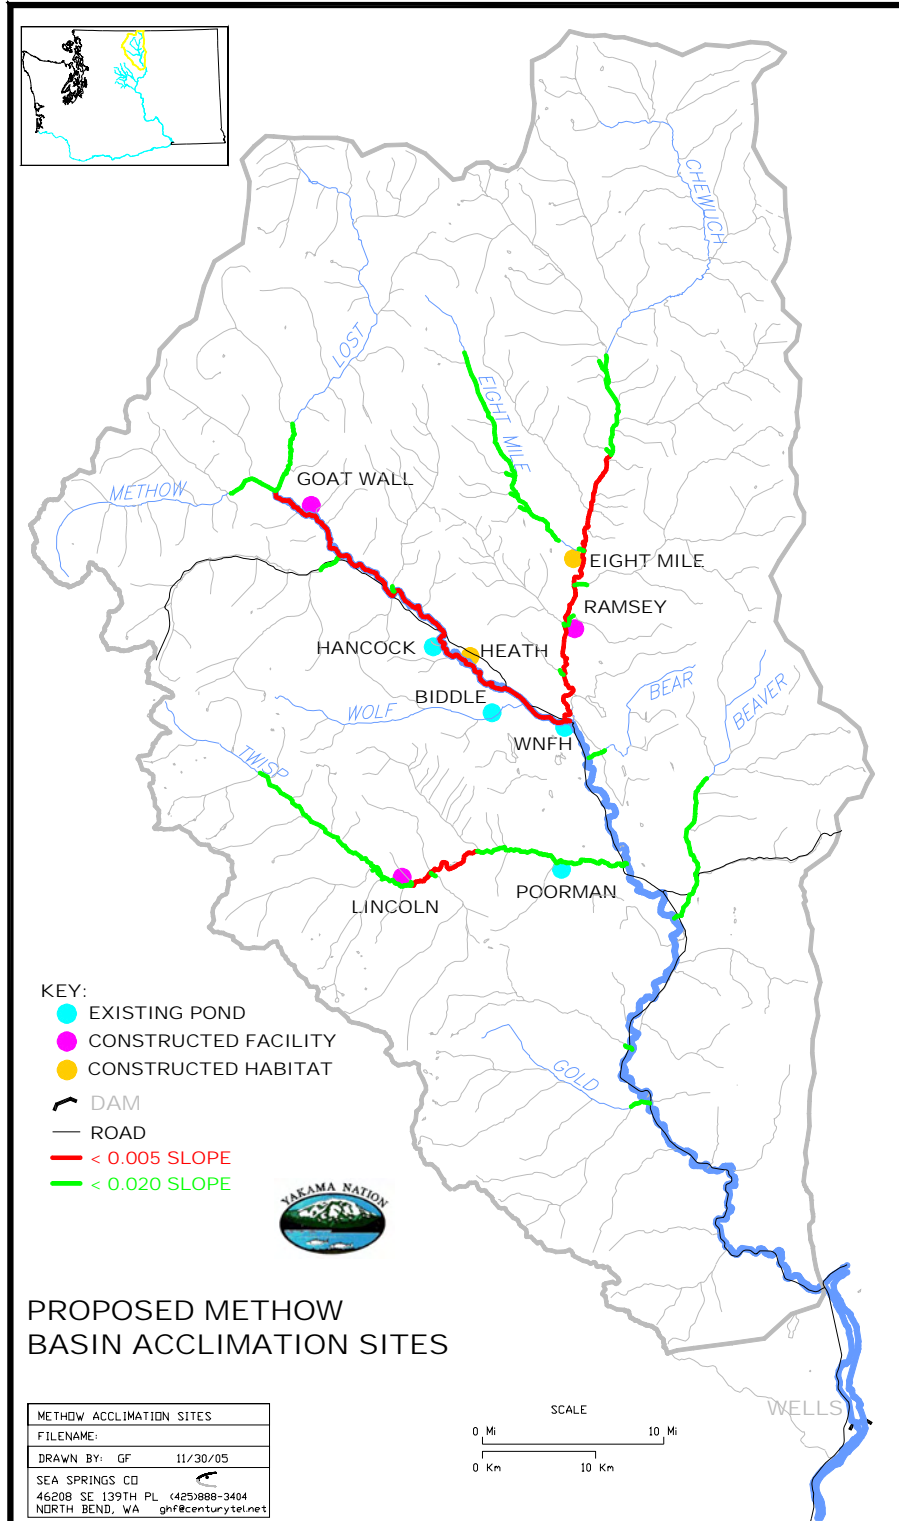 CHEWUCH
LOST
EIGHT MILE
GOAT WALL
METHOW
EIGHT MILE
RAMSEY
HANCOCK
HEATH
BEAR
BEAVER
BIDDLE
WOLF
WNFH
TWISP
POORMAN
LINCOLN
KEY:
EXISTING POND
CONSTRUCTED FACILITY
CONSTRUCTED HABITAT
DAM
ROAD
< 0.005 SLOPE
< 0.020 SLOPE
GOLD
YAKAMA NATION
PROPOSED METHOW
BASIN ACCLIMATION SITES
WELLS
METHOW ACCLIMATION SITES
FILENAME:
DRAWN BY: GF 11/30/05
SEA SPRINGS CO
46208 SE 139TH PL (425)888-3404
NORTH BEND, WA ghf@centurytel.net
SCALE
0 Mi 10 Mi
0 Km 10 Km